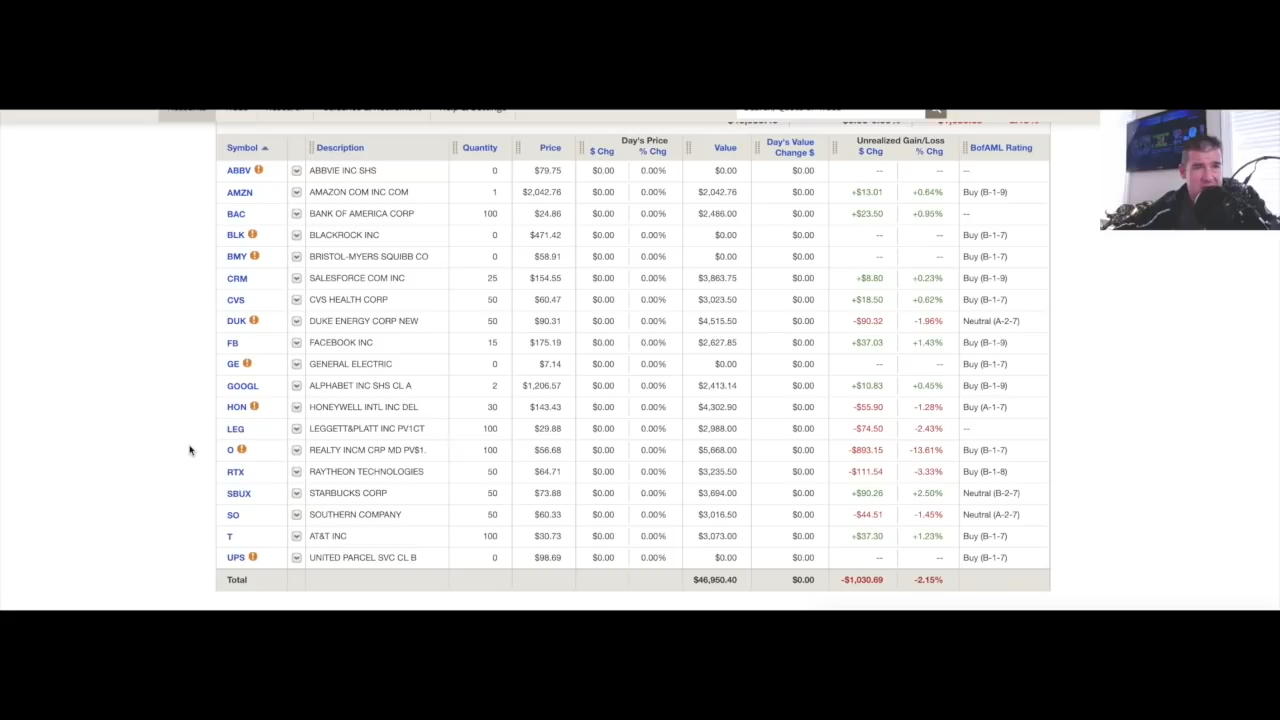 Day's Price Day's Value Unrealized Gain/Loss
Symbol Description Quantity Price $ Chg % Chg Value Change $ $ Chg % Chg BofAML Rating
ABBV ABBVIE INC SHS 0 $79.75 $0.00 0.00% $0.00 $0.00 -- -- --
AMZN AMAZON COM INC COM 1 $2,042.76 $0.00 0.00% $2,042.76 $0.00 +$13.01 +0.64% Buy (B-1-9)
BAC BANK OF AMERICA CORP 100 $24.86 $0.00 0.00% $2,486.00 $0.00 +$23.50 +0.95% --
BLK BLACKROCK INC 0 $471.42 $0.00 0.00% $0.00 $0.00 -- -- Buy (B-1-7)
BMY BRISTOL-MYERS SQUIBB CO 0 $58.91 $0.00 0.00% $0.00 $0.00 -- -- Buy (B-1-7)
CRM SALESFORCE COM INC 25 $154.55 $0.00 0.00% $3,863.75 $0.00 +$8.80 +0.23% Buy (B-1-9)
CVS CVS HEALTH CORP 50 $60.47 $0.00 0.00% $3,023.50 $0.00 +$18.50 +0.62% Buy (B-1-7)
DUK DUKE ENERGY CORP NEW 50 $90.31 $0.00 0.00% $4,515.50 $0.00 -$90.32 -1.96% Neutral (A-2-7)
FB FACEBOOK INC 15 $175.19 $0.00 0.00% $2,627.85 $0.00 +$37.03 +1.43% Buy (B-1-9)
GE GENERAL ELECTRIC 0 $7.14 $0.00 0.00% $0.00 $0.00 -- -- Buy (B-1-7)
GOOGL ALPHABET INC SHS CL A 2 $1,206.57 $0.00 0.00% $2,413.14 $0.00 +$10.83 +0.45% Buy (B-1-9)
HON HONEYWELL INTL INC DEL 30 $143.43 $0.00 0.00% $4,302.90 $0.00 -$55.90 -1.28% Buy (A-1-7)
LEG LEGGETT&PLATT INC PV1CT 100 $29.88 $0.00 0.00% $2,988.00 $0.00 -$74.50 -2.43% --
O REALTY INCM CRP MD PV$1. 100 $56.68 $0.00 0.00% $5,668.00 $0.00 -$893.15 -13.61% Buy (B-1-7)
RTX RAYTHEON TECHNOLOGIES 50 $64.71 $0.00 0.00% $3,235.50 $0.00 -$111.54 -3.33% Buy (B-1-8)
SBUX STARBUCKS CORP 50 $73.88 $0.00 0.00% $3,694.00 $0.00 +$90.26 +2.50% Neutral (B-2-7)
SO SOUTHERN COMPANY 50 $60.33 $0.00 0.00% $3,016.50 $0.00 -$44.51 -1.45% Neutral (A-2-7)
T AT&T INC 100 $30.73 $0.00 0.00% $3,073.00 $0.00 +$37.30 +1.23% Buy (B-1-7)
UPS UNITED PARCEL SVC CL B 0 $98.69 $0.00 0.00% $0.00 $0.00 -- -- Buy (B-1-7)
Total $46,950.40 $0.00 -$1,030.69 -2.15%